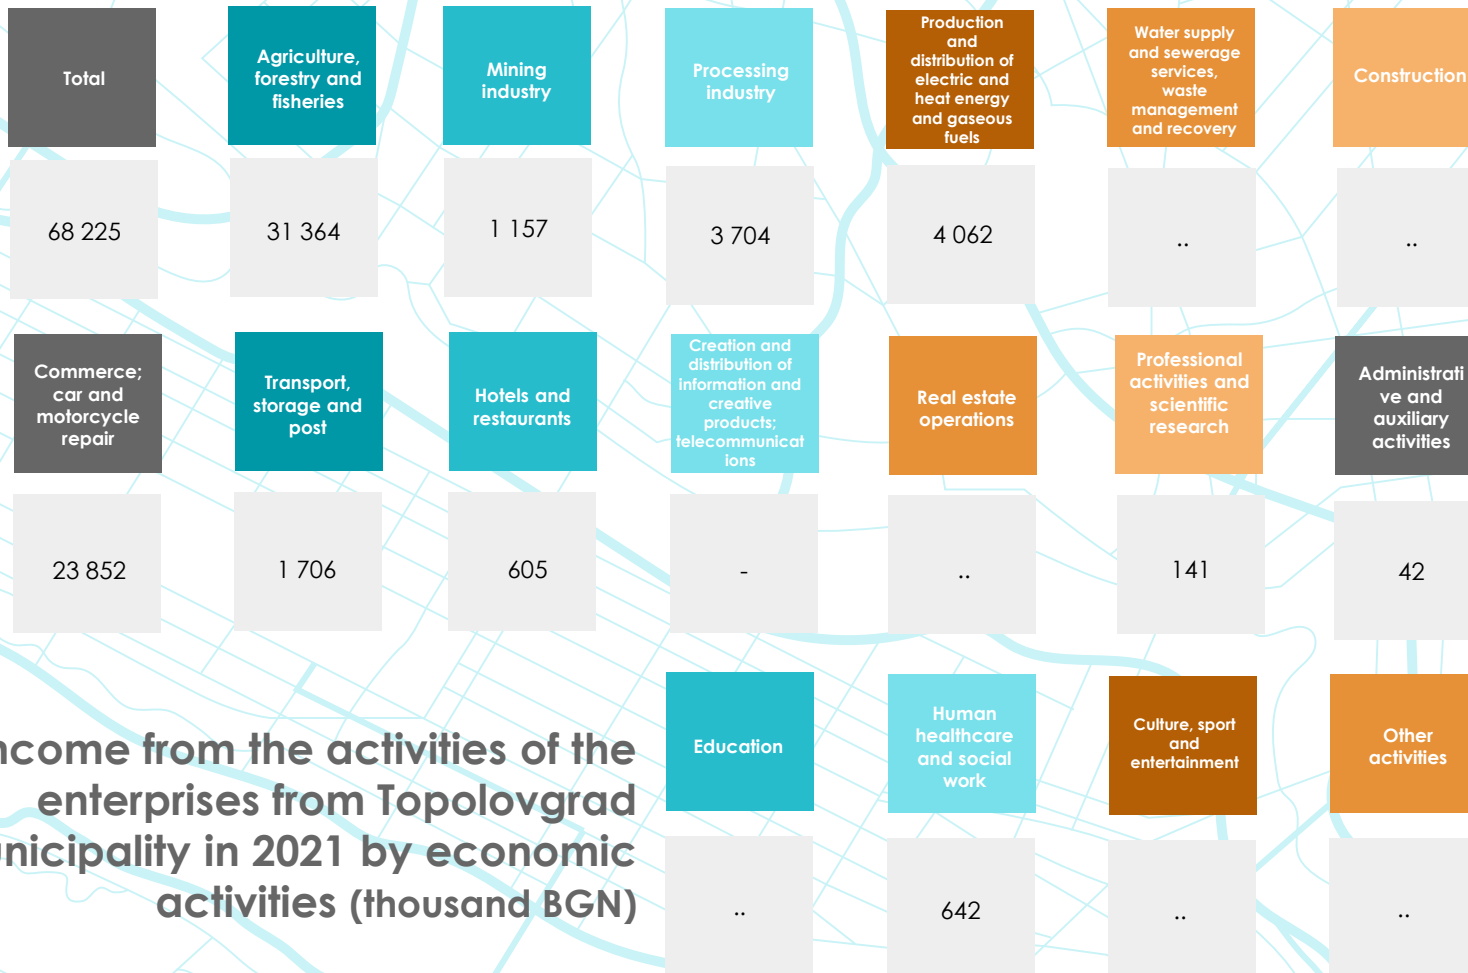 Total
Agriculture,
forestry and
fisheries
Mining
industry
Processing
industry
Production
and
distribution of
electric and
heat energy
and gaseous
fuels
Water supply
and sewerage
services,
waste
management
and recovery
Construction
68 225
31 364
1 157
3 704
4 062
..
..
Commerce;
car and
motorcycle
repair
Transport,
storage and
post
Hotels and
restaurants
Creation and
distribution of
information and
creative
products;
telecommunicat
ions
Real estate
operations
Professional
activities and
scientific
research
Administrati
ve and
auxiliary
activities
23 852
1 706
605
-
..
141
42
ncome from the activities of the
enterprises from Topolovgrad
nicipality in 2021 by economic
activities (thousand BGN)
Education
Human
healthcare
and social
work
Culture, sport
and
entertainment
Other
activities
..
642
..
..